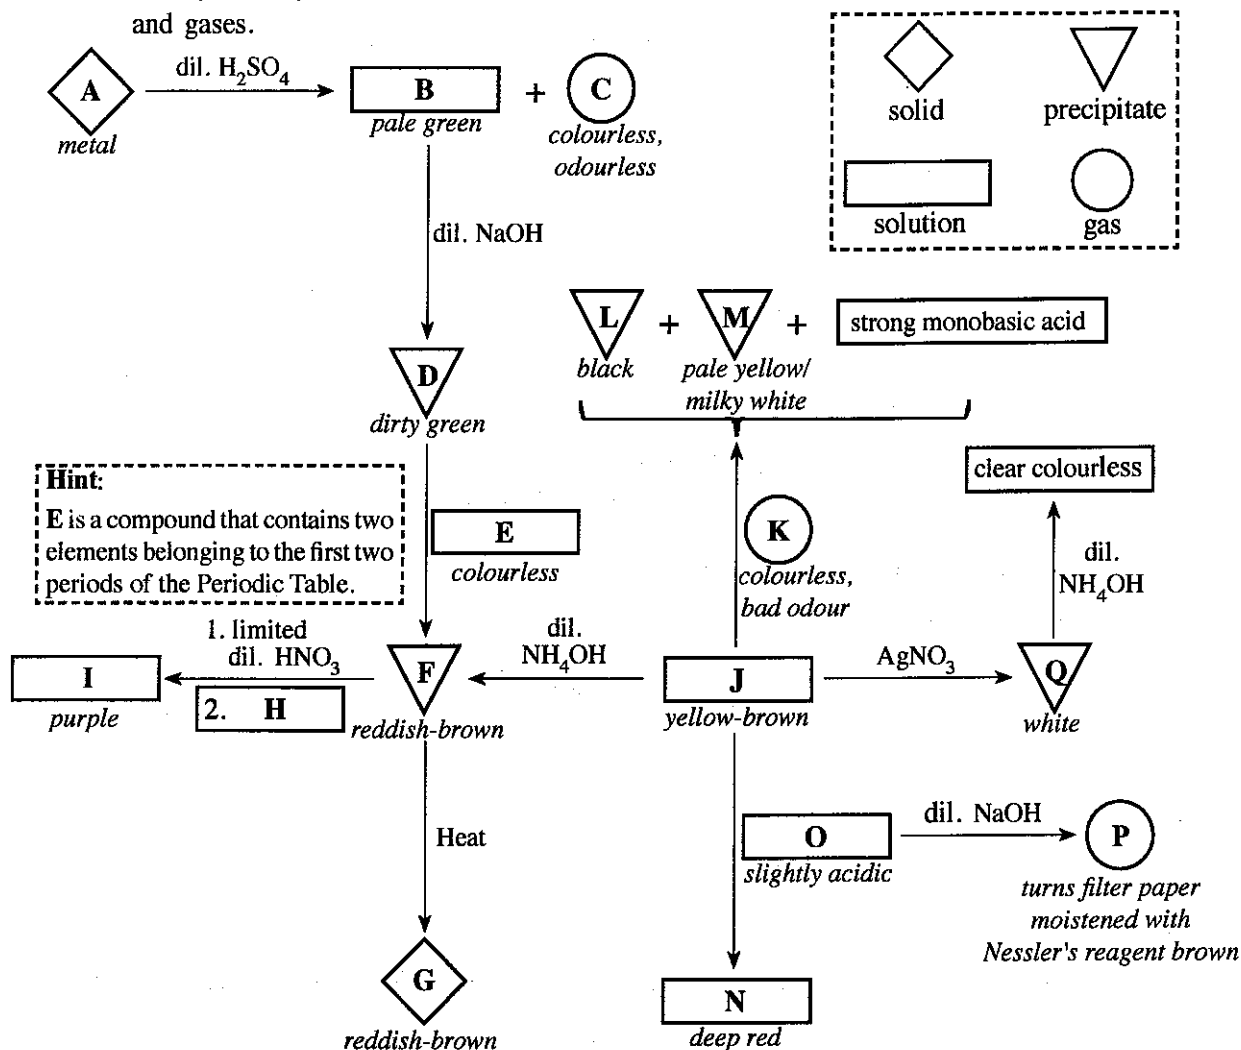 and gases.
A
metal
dil. H₂SO₄
B
pale green
+
C
colourless,
odourless
solid
precipitate
solution
gas
dil. NaOH
L
black
+
M
pale yellow/
milky white
+
strong monobasic acid
D
dirty green
clear colourless
Hint:
E is a compound that contains two
elements belonging to the first two
periods of the Periodic Table.
E
colourless
K
colourless,
bad odour
dil.
NH₄OH
1. limited
dil. HNO₃
2. H
I
purple
F
reddish-brown
dil.
NH₄OH
J
yellow-brown
AgNO₃
Q
white
Heat
O
slightly acidic
dil. NaOH
P
turns filter paper
moistened with
Nessler's reagent brown
G
reddish-brown
N
deep red